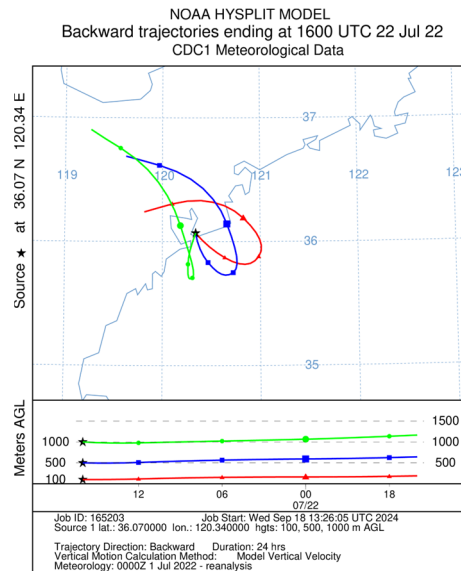 NOAA HYSPLIT MODEL
Backward trajectories ending at 1600 UTC 22 Jul 22
CDC1 Meteorological Data
Source ★ at 36.07 N 120.34 E
37
119 120 121 122 123
36
35
Meters AGL
1500
1000 1000
500 500
100
12 06 00 18
07/22
Job ID: 165203 Job Start: Wed Sep 18 13:26:05 UTC 2024
Source 1 lat.: 36.070000 lon.: 120.340000 hgts: 100, 500, 1000 m AGL
Trajectory Direction: Backward Duration: 24 hrs
Vertical Motion Calculation Method: Model Vertical Velocity
Meteorology: 0000Z 1 Jul 2022 - reanalysis